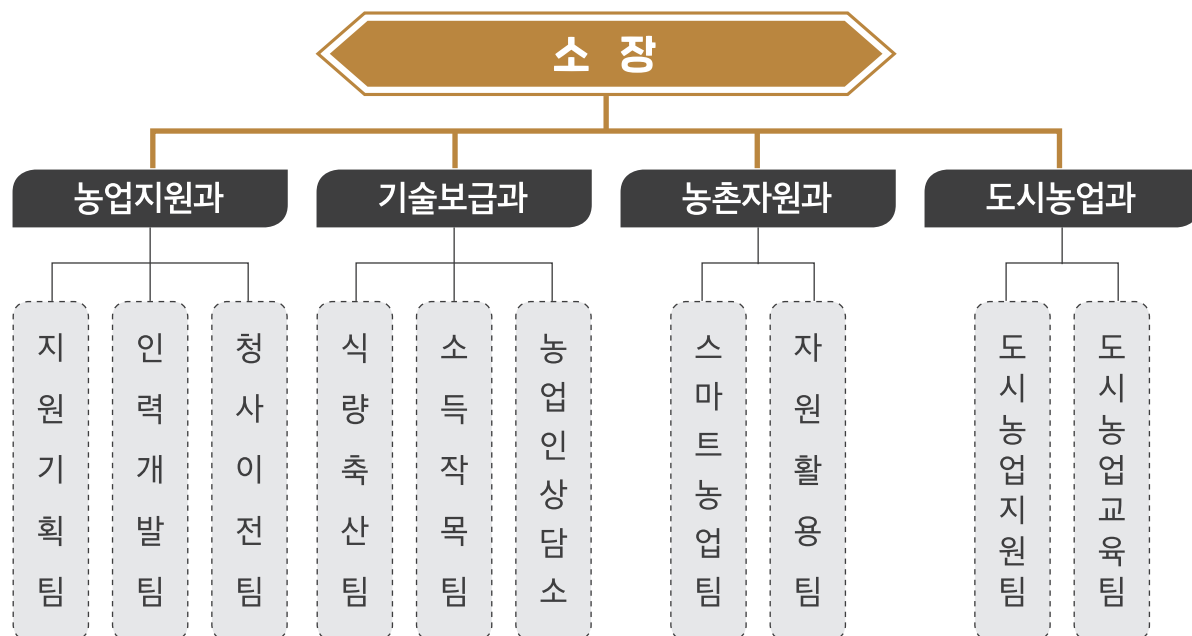 소 장
농업지원과
기술보급과
농촌자원과
도시농업과
지원기획팀
인력개발팀
청사이전팀
식량축산팀
소득작목팀
농업인상담소
스마트농업팀
자원활용팀
도시농업지원팀
도시농업교육팀